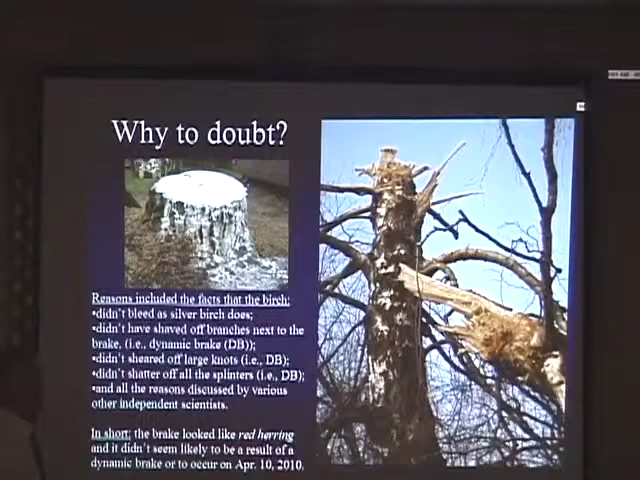 Why to doubt?
Reasons included the facts that the birch:
•didn't bleed as silver birch does;
•didn't have shaved off branches next to the
brake, (i.e., dynamic brake (DB));
•didn't sheared off large knots (i.e., DB);
•didn't shatter off all the splinters (i.e., DB);
•and all the reasons discussed by various
other independent scientists.
In short: the brake looked like red herring
and it didn't seem likely to be a result of a
dynamic brake or to occur on Apr. 10, 2010.